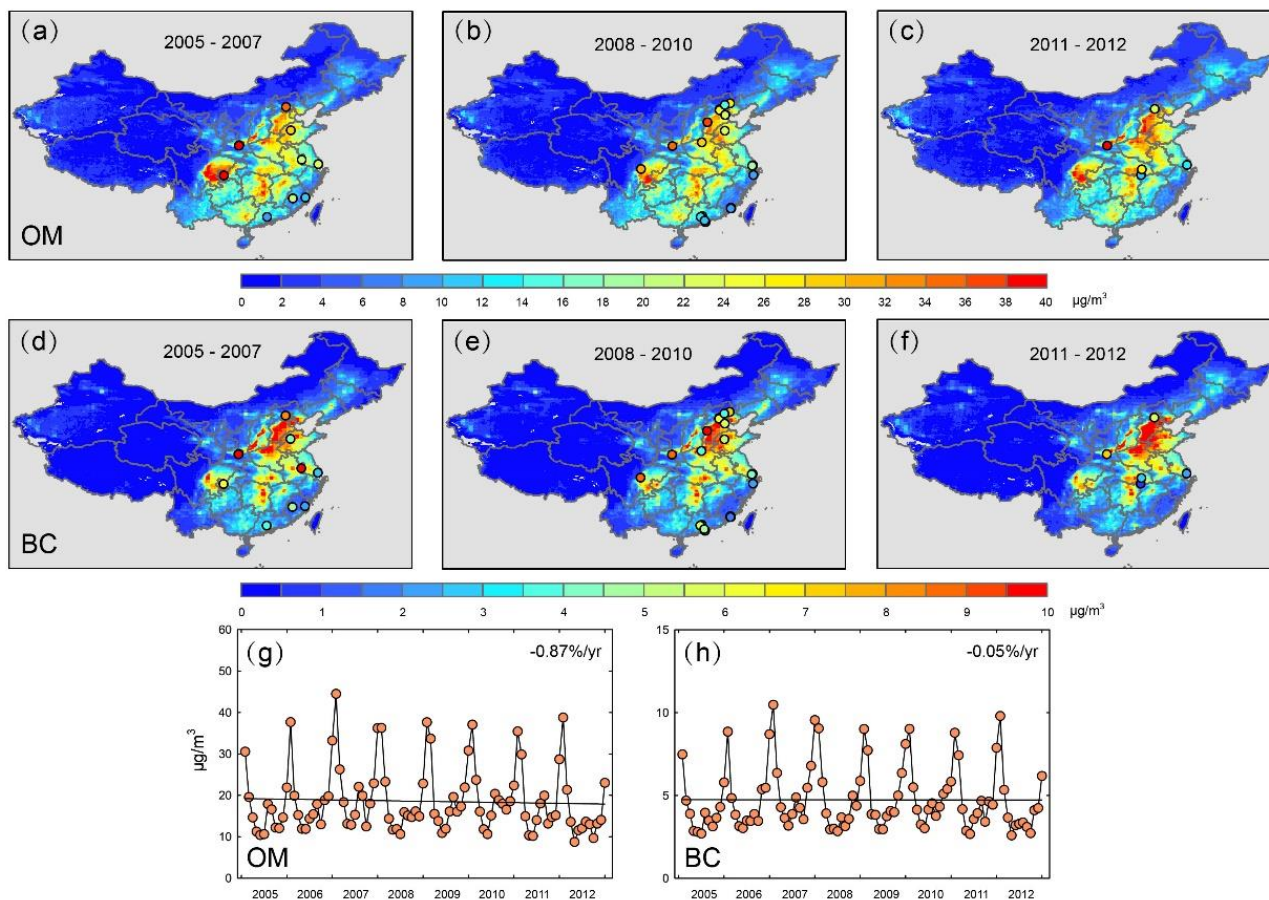 (a) 2005 - 2007
OM
(b) 2008 - 2010
(c) 2011 - 2012
0 2 4 6 8 10 12 14 16 18 20 22 24 26 28 30 32 34 36 38 40 μg/m³
(d) 2005 - 2007
BC
(e) 2008 - 2010
(f) 2011 - 2012
0 1 2 3 4 5 6 7 8 9 10 μg/m³
(g) -0.87%/yr
μg/m³
60
50
40
30
20
10
0
OM
2005 2006 2007 2008 2009 2010 2011 2012
(h) -0.05%/yr
15
10
5
0
BC
2005 2006 2007 2008 2009 2010 2011 2012